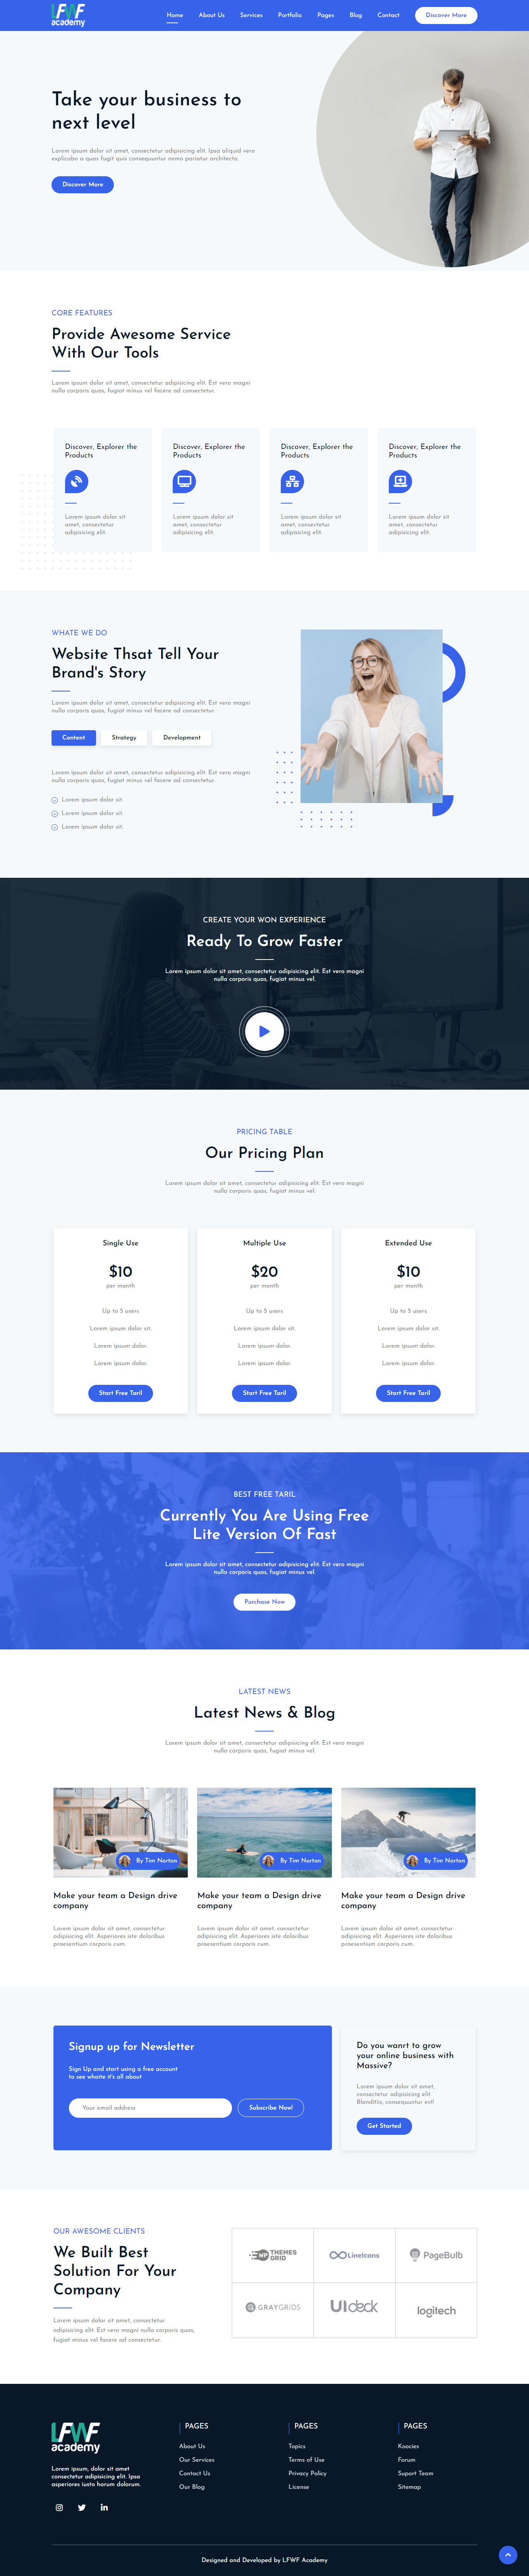 LFWF
academy
Home About Us Services Portfolio Pages Blog Contact Discover More
Take your business to
next level
Lorem ipsum dolor sit amet, consectetur adipisicing elit. Ipsa aliquid vero
explicabo a quas fugit quis consequuntur nemo pariatur architecto.
Discover More
CORE FEATURES
Provide Awesome Service
With Our Tools
Lorem ipsum dolor sit amet, consectetur adipisicing elit. Est vero magni
nulla corporis quas, fugiat minus vel facere ad consectetur.
Discover, Explorer the
Products
Lorem ipsum dolor sit
amet, consectetur
adipisicing elit.
Discover, Explorer the
Products
Lorem ipsum dolor sit
amet, consectetur
adipisicing elit.
Discover, Explorer the
Products
Lorem ipsum dolor sit
amet, consectetur
adipisicing elit.
Discover, Explorer the
Products
Lorem ipsum dolor sit
amet, consectetur
adipisicing elit.
WHATE WE DO
Website Thsat Tell Your
Brand's Story
Lorem ipsum dolor sit amet, consectetur adipisicing elit. Est vero magni
nulla corporis quas, fugiat minus vel facere ad consectetur.
Content Strategy Development
Lorem ipsum dolor sit amet, consectetur adipisicing elit. Est vero magni
nulla corporis quas, fugiat minus vel facere ad consectetur.
Lorem ipsum dolor sit.
Lorem ipsum dolor sit.
Lorem ipsum dolor sit.
CREATE YOUR WON EXPERIENCE
Ready To Grow Faster
Lorem ipsum dolor sit amet, consectetur adipisicing elit. Est vero magni
nulla corporis quas, fugiat minus vel.
PRICING TABLE
Our Pricing Plan
Lorem ipsum dolor sit amet, consectetur adipisicing elit. Est vero magni
nulla corporis quas, fugiat minus vel.
Single Use
$10
per month
Up to 5 users
Lorem ipsum dolor sit.
Lorem ipsum dolor.
Lorem ipsum dolor.
Start Free Taril
Multiple Use
$20
per month
Up to 5 users
Lorem ipsum dolor sit.
Lorem ipsum dolor.
Lorem ipsum dolor.
Start Free Taril
Extended Use
$10
per month
Up to 5 users
Lorem ipsum dolor sit.
Lorem ipsum dolor.
Lorem ipsum dolor.
Start Free Taril
BEST FREE TARIL
Currently You Are Using Free
Lite Version Of Fast
Lorem ipsum dolor sit amet, consectetur adipisicing elit. Est vero magni
nulla corporis quas, fugiat minus vel.
Purchase Now
LATEST NEWS
Latest News & Blog
Lorem ipsum dolor sit amet, consectetur adipisicing elit. Est vero magni
nulla corporis quas, fugiat minus vel.
By Tim Norton
Make your team a Design drive
company
Lorem ipsum dolor sit amet, consectetur
adipisicing elit. Asperiores iste doloribus
praesentium corporis cum.
By Tim Norton
Make your team a Design drive
company
Lorem ipsum dolor sit amet, consectetur
adipisicing elit. Asperiores iste doloribus
praesentium corporis cum.
By Tim Norton
Make your team a Design drive
company
Lorem ipsum dolor sit amet, consectetur
adipisicing elit. Asperiores iste doloribus
praesentium corporis cum.
Signup up for Newsletter
Sign Up and start using a free account
to see whaite it's all about
Your email address
Subscribe Now!
Do you wanrt to grow
your online business with
Massive?
Lorem ipsum dolor sit amet,
consectetur adipisicing elit.
Blanditiis, consequuntur est!
Get Started
OUR AWESOME CLIENTS
We Built Best
Solution For Your
Company
Lorem ipsum dolor sit amet, consectetur
adipisicing elit. Est vero magni nulla corporis quas,
fugiat minus vel facere ad consectetur.
THEMES
GRID
LineIcons
PageBulb
GRAYGRIDS
UIdeck
logitech
LFWF
academy
Lorem ipsum dolor, dolor sit amet
consectetur adipisicing elit. Ipsa
asperiores iusto harum dolorum.
PAGES
About Us
Our Services
Contact Us
Our Blog
PAGES
Topics
Terms of Use
Privacy Policy
License
PAGES
Koocies
Forum
Suport Team
Sitemap
Designed and Developed by LFWF Academy